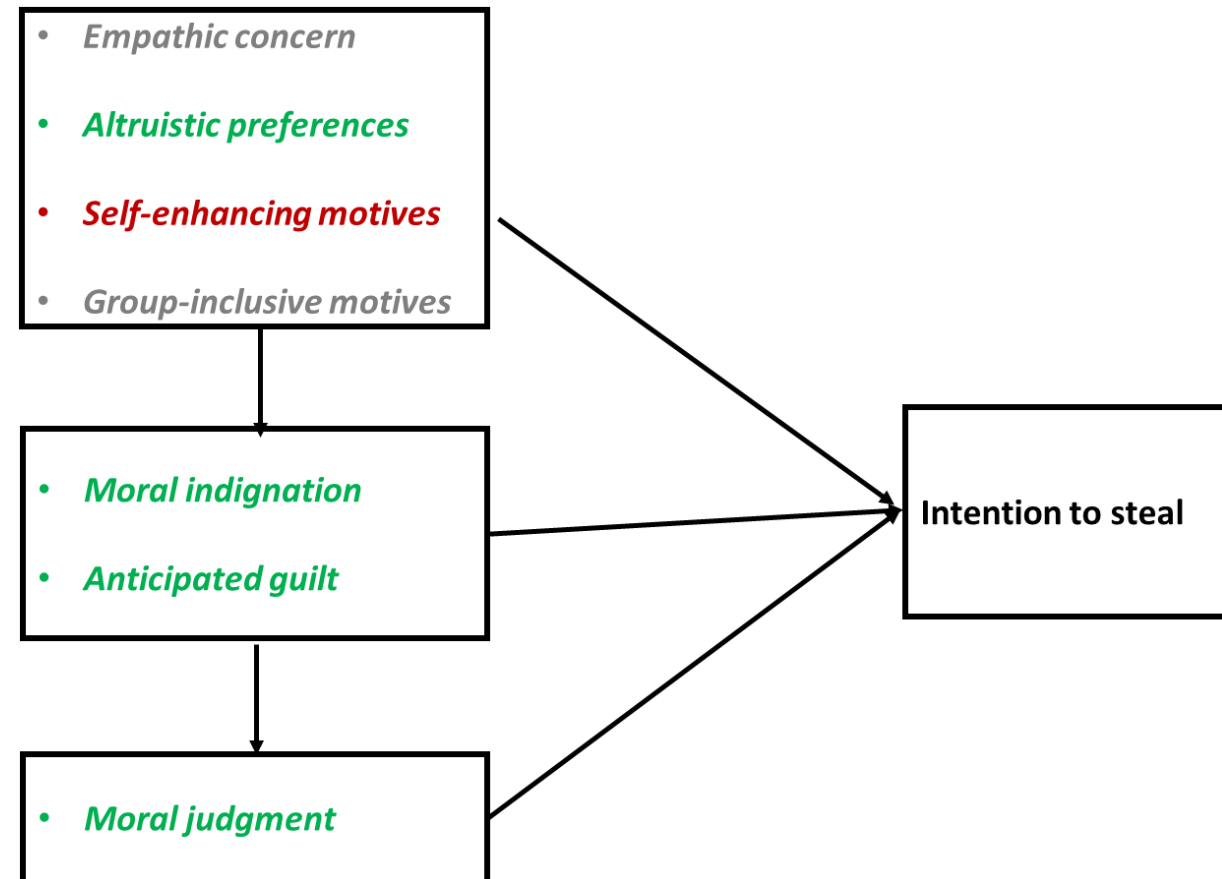 • Empathic concern
• Altruistic preferences
• Self-enhancing motives
• Group-inclusive motives
• Moral indignation
• Anticipated guilt
Intention to steal
• Moral judgment